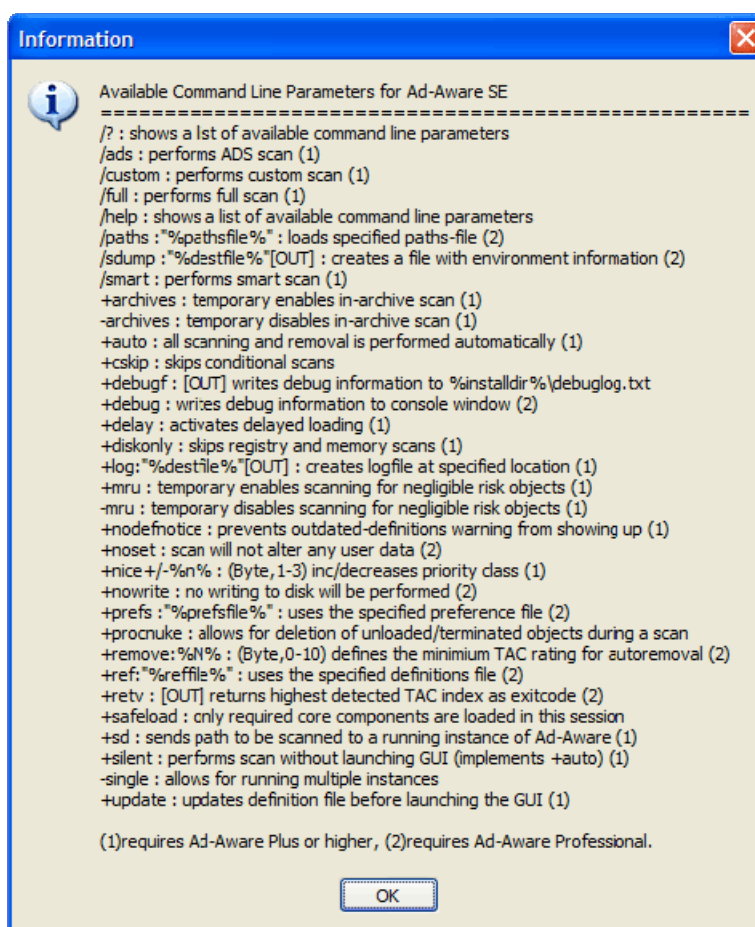 Information
Available Command Line Parameters for Ad-Aware SE
====================================================
/? : shows a list of available command line parameters
/ads : performs ADS scan (1)
/custom : performs custom scan (1)
/full : performs full scan (1)
/help : shows a list of available command line parameters
/paths :"%pathsfile%" : loads specified paths-file (2)
/sdump :"%destfile%"[OUT] : creates a file with environment information (2)
/smart : performs smart scan (1)
+archives : temporary enables in-archive scan (1)
-archives : temporary disables in-archive scan (1)
+auto : all scanning and removal is performed automatically (1)
+cskip : skips conditional scans
+debugf : [OUT] writes debug information to %installdir%\debuglog.txt
+debug : writes debug information to console window (2)
+delay : activates delayed loading (1)
+diskonly : skips registry and memory scans (1)
+log:"%destfile%"[OUT] : creates logfile at specified location (1)
+mru : temporary enables scanning for negligible risk objects (1)
-mru : temporary disables scanning for negligible risk objects (1)
+nodefnotice : prevents outdated-definitions warning from showing up (1)
+noset : scan will not alter any user data (2)
+nice+/-%n% : (Byte,1-3) inc/decreases priority class (1)
+nowrite : no writing to disk will be performed (2)
+prefs :"%prefsfile%" : uses the specified preference file (2)
+procnuke : allows for deletion of unloaded/terminated objects during a scan
+remove:%N% : (Byte,0-10) defines the minimium TAC rating for autoremoval (2)
+ref:"%reffile%" : uses the specified definitions file (2)
+retv : [OUT] returns highest detected TAC index as exitcode (2)
+safeload : only required core components are loaded in this session
+sd : sends path to be scanned to a running instance of Ad-Aware (1)
+silent : performs scan without launching GUI (implements +auto) (1)
-single : allows for running multiple instances
+update : updates definition file before launching the GUI (1)
(1)requires Ad-Aware Plus or higher, (2)requires Ad-Aware Professional.
OK